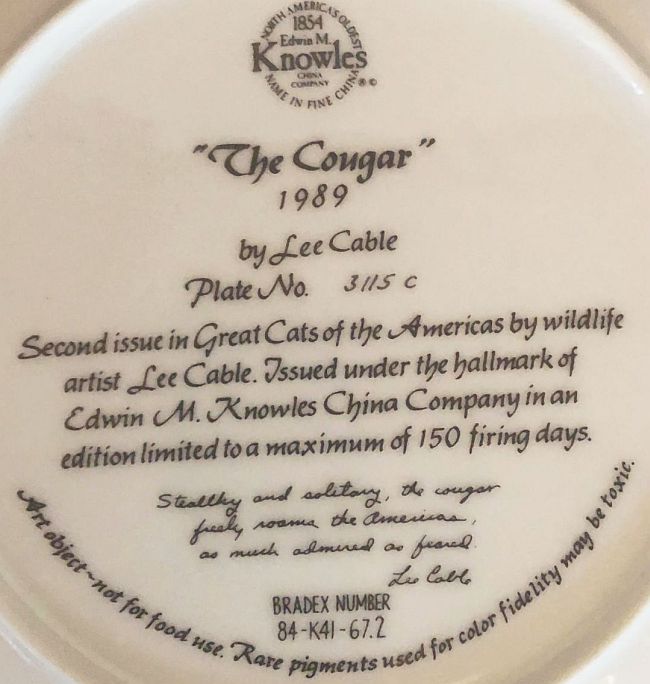 NORTH AMERICA'S OLDEST
1854
Edwin M.
Knowles
CHINA
COMPANY
® ©
NAME IN FINE CHINA
"The Cougar"
1989
by Lee Cable
Plate No. 3115 C
Second issue in Great Cats of the Americas by wildlife
artist Lee Cable. Issued under the hallmark of
Edwin M. Knowles China Company in an
edition limited to a maximum of 150 firing days.
Stealthy and solitary, the cougar
freely roams the Americas,
as much admired as feared.
Lee Cable
BRADEX NUMBER
84-K41-67.2
Art object~not for food use. Rare pigments used for color fidelity may be toxic.